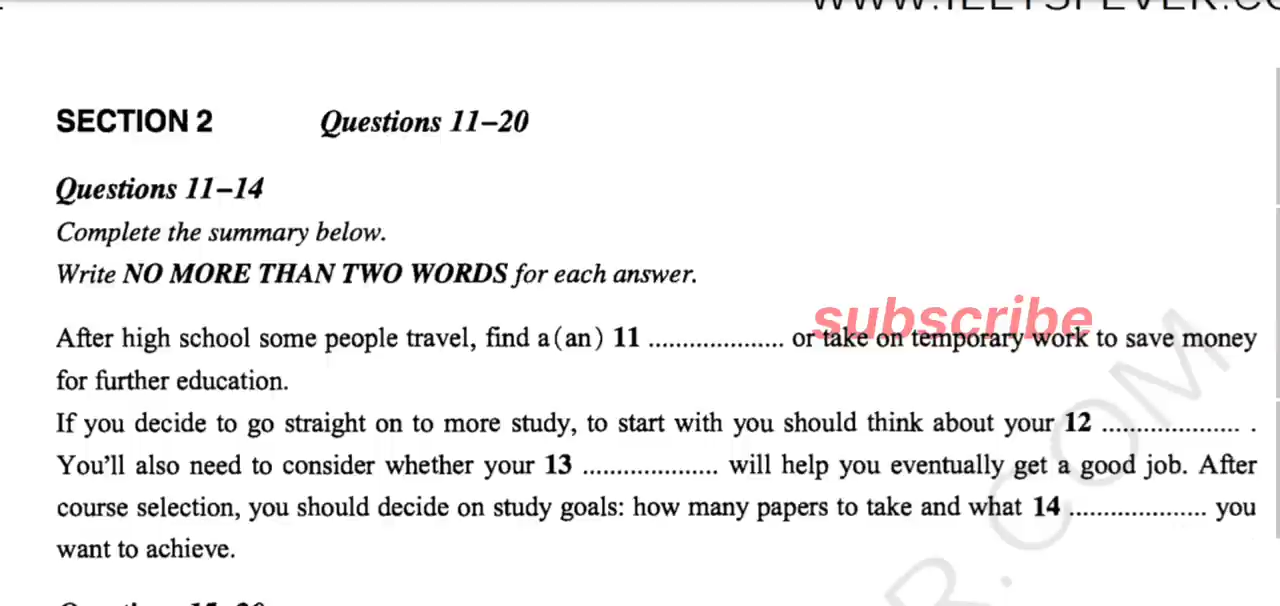 SECTION 2 Questions 11–20
Questions 11–14
Complete the summary below.
Write NO MORE THAN TWO WORDS for each answer.
subscribe
After high school some people travel, find a(an) 11 .................... or take on temporary work to save money
for further education.
If you decide to go straight on to more study, to start with you should think about your 12 .................... .
You'll also need to consider whether your 13 .................... will help you eventually get a good job. After
course selection, you should decide on study goals: how many papers to take and what 14 .................... you
want to achieve.